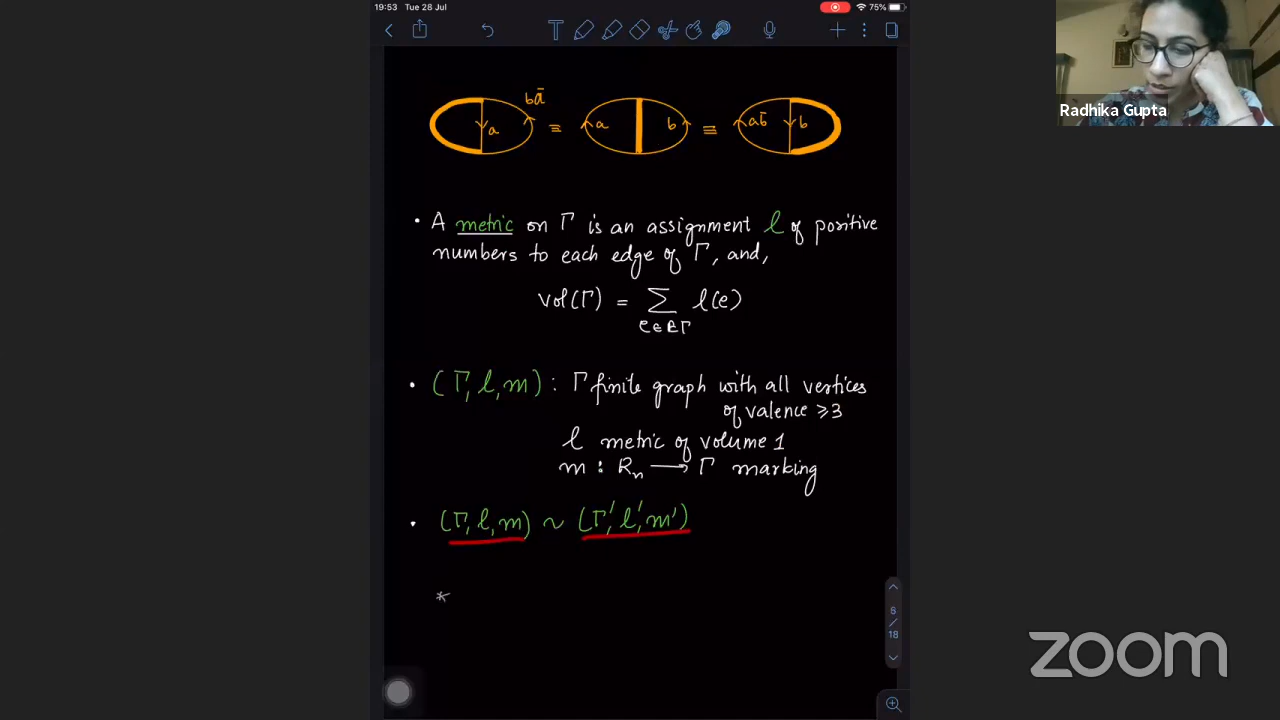 19:53 Tue 28 Jul
75%
Radhika Gupta
bā
a ≡ a b ≡ ab̄ b
• A metric on Γ is an assignment l of positive
numbers to each edge of Γ, and,
vol(Γ) = ∑ l(e)
e∈EΓ
• (Γ, l, m) : Γ finite graph with all vertices
of valence ≥3
l metric of volume 1
m : Rₙ ⟶ Γ marking
• (Γ, l, m) ~ (Γ', l', m')
*
6
/
18
zoom